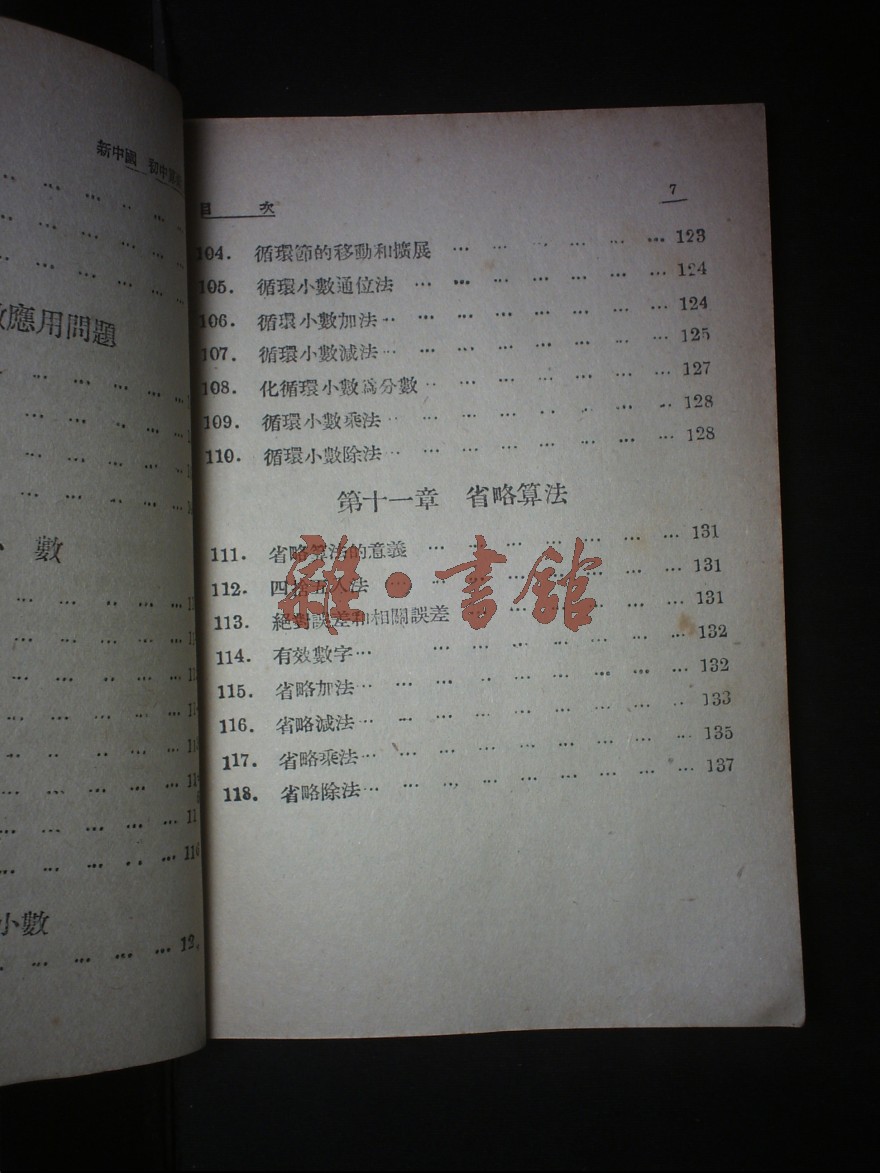 新中國 初中
應用問題
數
116
小數
目 次
7
104. 循環節的移動和擴展 … … … … … … … 123
105. 循環小數通位法 … … … … … … … … 124
106. 循環小數加法… … … … … … … … … 124
107. 循環小數減法… … … … … … … … … 125
108. 化循環小數爲分數… … … … … … … … 127
109. 循環小數乘法… … … … … … … … … 128
110. 循環小數除法… … … … … … … … … 128
第十一章 省略算法
111. 省略算法的意義 … … … … … … … … 131
112. 四捨五入法 … … … … … … … … … 131
113. 絕對誤差和相關誤差 … … … … … … … 131
114. 有效數字… … … … … … … … … 132
115. 省略加法… … … … … … … … … … 132
116. 省略減法… … … … … … … … … … 133
117. 省略乘法… … … … … … … … … … 135
118. 省略除法… … … … … … … … … … 137
雜·書館